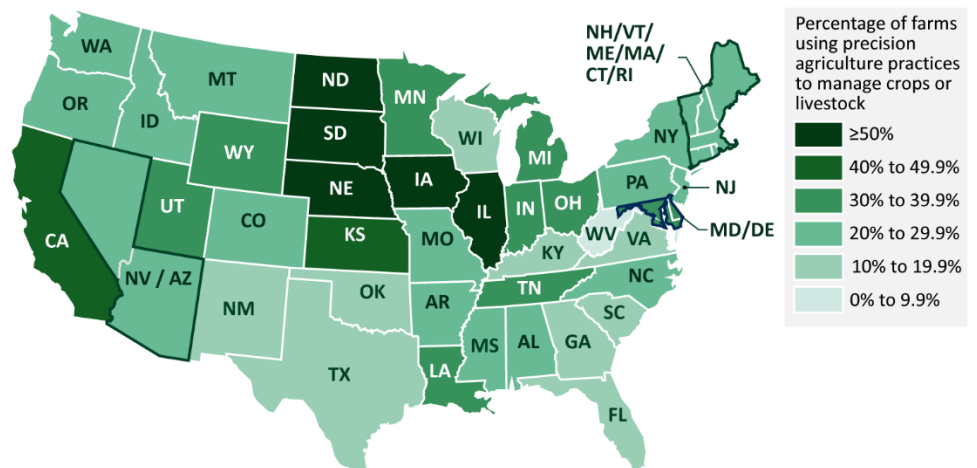 NH/VT/
ME/MA/
CT/RI
Percentage of farms
using precision
agriculture practices
to manage crops or
livestock
≥50%
40% to 49.9%
30% to 39.9%
20% to 29.9%
10% to 19.9%
0% to 9.9%
WA
MT
ND
MN
OR
ID
SD
WI
NY
WY
MI
NE
IA
PA
NJ
CA
UT
CO
IL
IN
OH
KS
MO
WV
VA
MD/DE
KY
NV / AZ
NM
OK
AR
TN
NC
SC
MS
AL
GA
TX
LA
FL